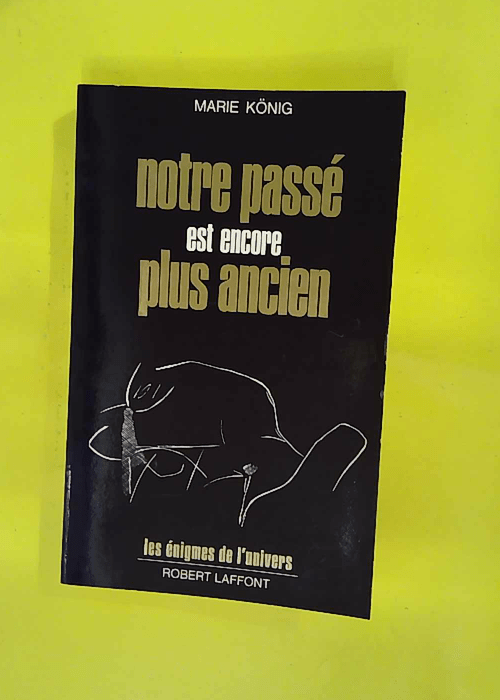 MARIE KÖNIG
notre passé
est encore
plus ancien
les énigmes de l'univers
ROBERT LAFFONT